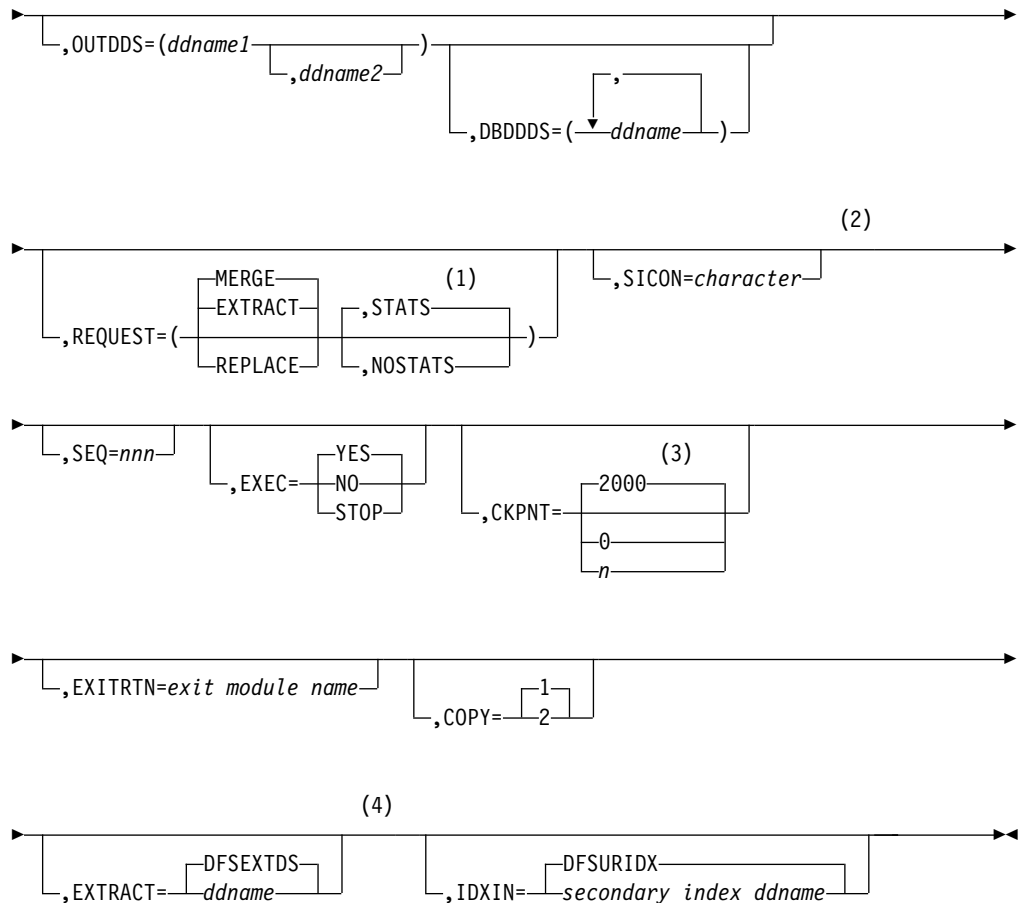 ,OUTDDS=(ddname1 )
,ddname2
,
,DBDDDS=( ddname )
(2)
MERGE (1) ,SICON=character
EXTRACT ,STATS
,REQUEST=( )
REPLACE ,NOSTATS
,SEQ=nnn YES (3)
,EXEC= NO 2000
STOP ,CKPNT=
0
n
,EXITRTN=exit module name 1
,COPY= 2
(4)
DFSEXTDS DFSURIDX
,EXTRACT= ddname ,IDXIN= secondary index ddname